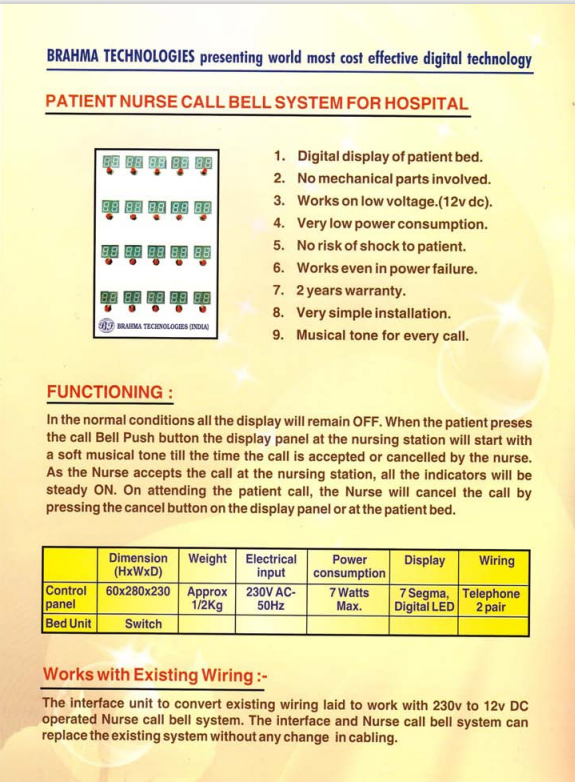 BRAHMA TECHNOLOGIES presenting world most cost effective digital technology
PATIENT NURSE CALL BELL SYSTEM FOR HOSPITAL
BRAHMA TECHNOLOGIES (INDIA)
1. Digital display of patient bed.
2. No mechanical parts involved.
3. Works on low voltage.(12v dc).
4. Very low power consumption.
5. No risk of shock to patient.
6. Works even in power failure.
7. 2 years warranty.
8. Very simple installation.
9. Musical tone for every call.
FUNCTIONING :
In the normal conditions all the display will remain OFF. When the patient preses
the call Bell Push button the display panel at the nursing station will start with
a soft musical tone till the time the call is accepted or cancelled by the nurse.
As the Nurse accepts the call at the nursing station, all the indicators will be
steady ON. On attending the patient call, the Nurse will cancel the call by
pressing the cancel button on the display panel or at the patient bed.
Dimension (HxWxD) Weight Electrical input Power consumption Display Wiring
Control panel 60x280x230 Approx 1/2Kg 230V AC-50Hz 7 Watts Max. 7 Segma, Digital LED Telephone 2 pair
Bed Unit Switch
Works with Existing Wiring :-
The interface unit to convert existing wiring laid to work with 230v to 12v DC
operated Nurse call bell system. The interface and Nurse call bell system can
replace the existing system without any change in cabling.